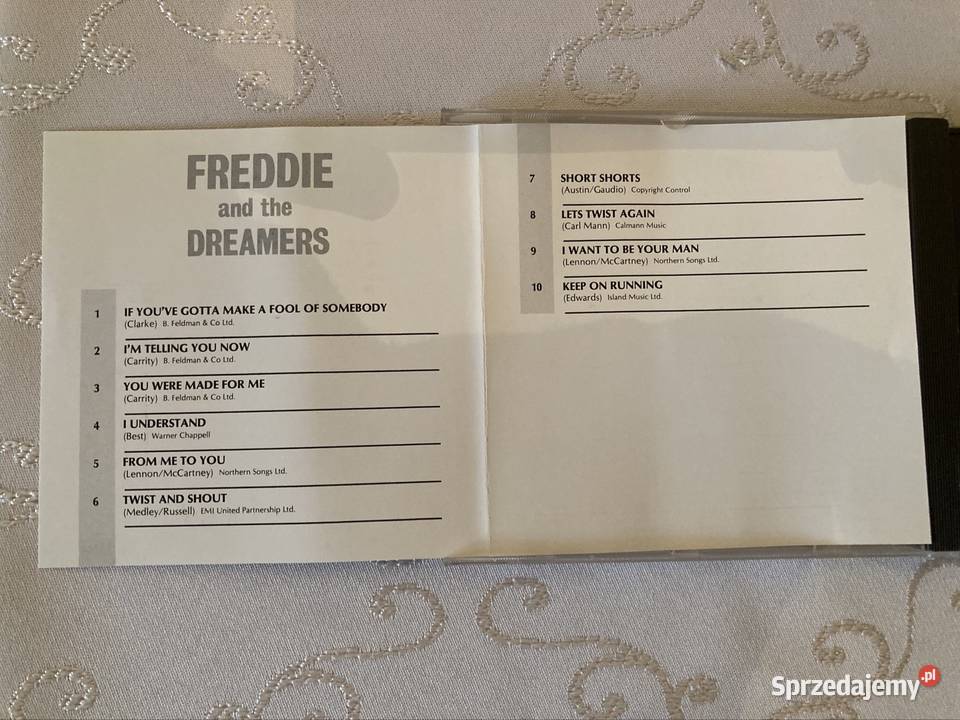 FREDDIE
and the
DREAMERS
1 IF YOU'VE GOTTA MAKE A FOOL OF SOMEBODY
(Clarke) B. Feldman & Co Ltd.
2 I'M TELLING YOU NOW
(Carrity) B. Feldman & Co Ltd.
3 YOU WERE MADE FOR ME
(Carrity) B. Feldman & Co Ltd.
4 I UNDERSTAND
(Best) Warner Chappell
5 FROM ME TO YOU
(Lennon/McCartney) Northern Songs Ltd.
6 TWIST AND SHOUT
(Medley/Russell) EMI United Partnership Ltd.
7 SHORT SHORTS
(Austin/Gaudio) Copyright Control
8 LETS TWIST AGAIN
(Carl Mann) Calmann Music
9 I WANT TO BE YOUR MAN
(Lennon/McCartney) Northern Songs Ltd.
10 KEEP ON RUNNING
(Edwards) Island Music Ltd.
Sprzedajemy.pl